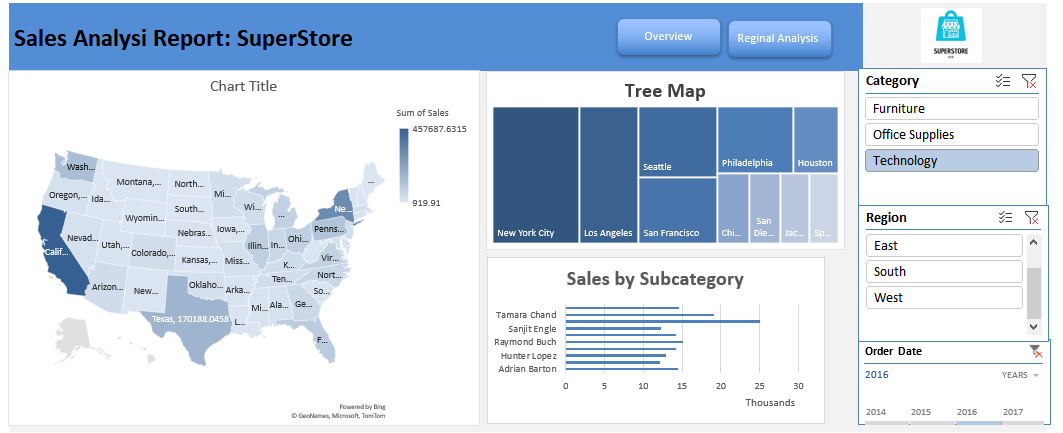 Sales Analysi Report: SuperStore
Overview
Reginal Analysis
SUPERSTORE
Chart Title
Sum of Sales
457687.6315
919.91
Wash...
Montana,...
North...
Mi...
...
Oregon,...
Ida...
South...
Wi...
...
Ne...
Wyomin...
Nebras...
Iowa,...
Penns...
Nevad...
Utah,...
Illin...
In...
Ohi...
Calif...
Colorado,...
Kansas,...
Miss...
Vir...
K...
Arizon...
New...
Oklaho...
Arka...
Ten...
Nort...
So...
Mi...
Ala...
Ge...
Texas, 170188.0458
L...
F...
Powered by Bing
© GeoNames, Microsoft, TomTom
Tree Map
New York City
Los Angeles
Seattle
San Francisco
Philadelphia
Houston
Chi...
San
Die...
Jac...
Sp...
Sales by Subcategory
Tamara Chand
Sanjit Engle
Raymond Buch
Hunter Lopez
Adrian Barton
0 5 10 15 20 25 30
Thousands
Category
Furniture
Office Supplies
Technology
Region
East
South
West
Order Date
2016
YEARS
2014 2015 2016 2017